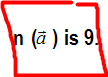 n (a⃗) is 9.